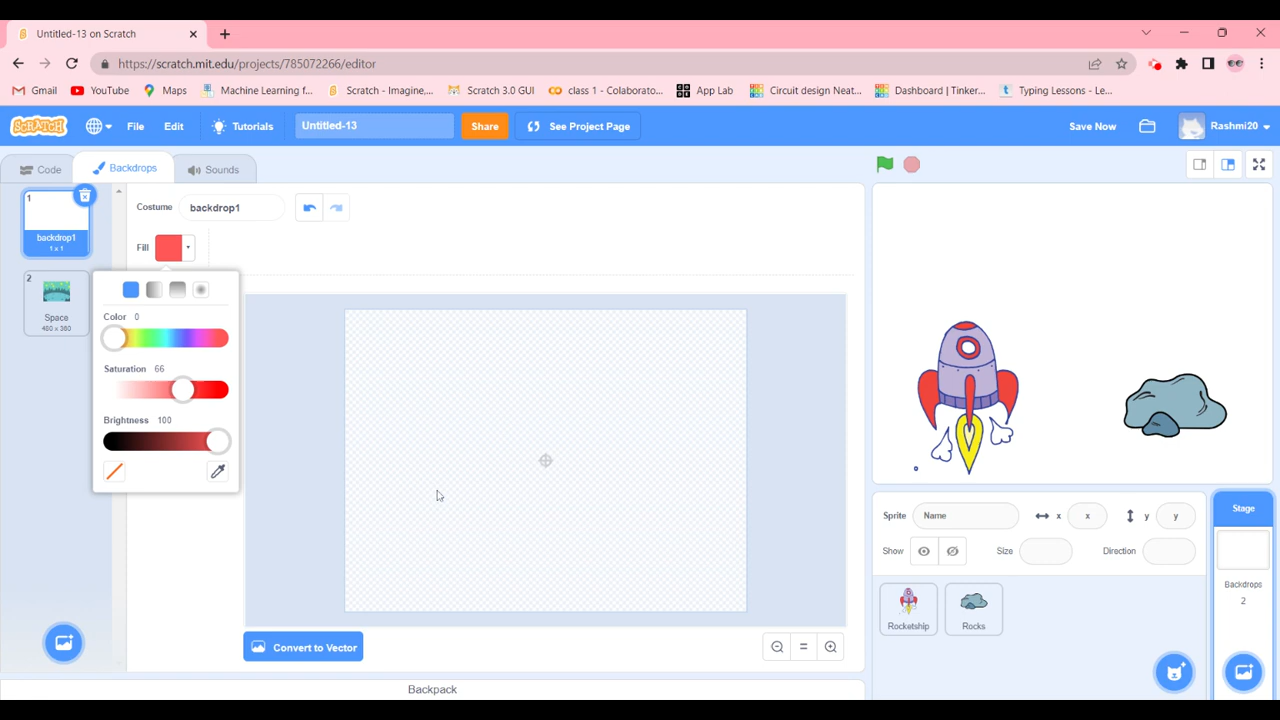 Untitled-13 on Scratch
https://scratch.mit.edu/projects/785072266/editor
Gmail YouTube Maps Machine Learning f... Scratch - Imagine,... Scratch 3.0 GUI class 1 - Colaborato... App Lab Circuit design Neat... Dashboard | Tinker... Typing Lessons - Le...
SCRATCH File Edit Tutorials Untitled-13 Share See Project Page Save Now Rashmi20
Code Backdrops Sounds
1
backdrop1
1 x 1
Costume backdrop1
Fill
2
Space
480 x 360
Color 0
Saturation 66
Brightness 100
Convert to Vector
Backpack
Sprite Name x x y y
Show Size Direction
Rocketship
Rocks
Stage
Backdrops
2